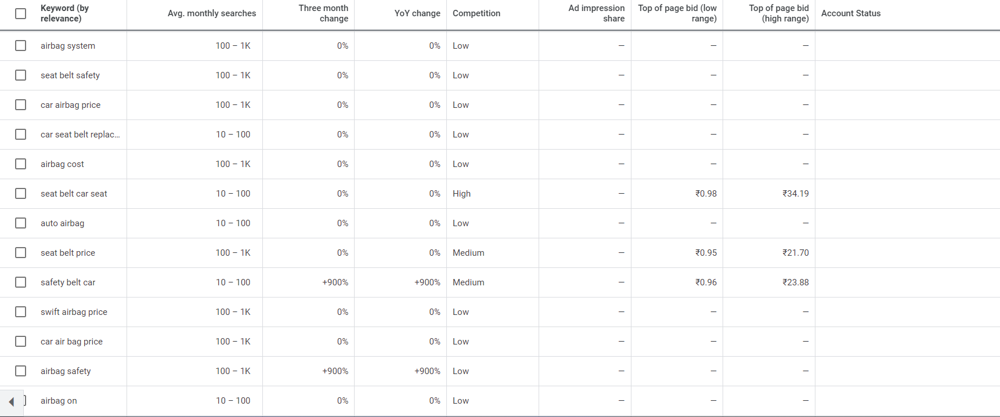 Keyword (by relevance) Avg. monthly searches Three month change YoY change Competition Ad impression share Top of page bid (low range) Top of page bid (high range) Account Status
airbag system 100 – 1K 0% 0% Low — — —
seat belt safety 100 – 1K 0% 0% Low — — —
car airbag price 100 – 1K 0% 0% Low — — —
car seat belt replac... 10 – 100 0% 0% Low — — —
airbag cost 100 – 1K 0% 0% Low — — —
seat belt car seat 10 – 100 0% 0% High — ₹0.98 ₹34.19
auto airbag 10 – 100 0% 0% Low — — —
seat belt price 100 – 1K 0% 0% Medium — ₹0.95 ₹21.70
safety belt car 10 – 100 +900% +900% Medium — ₹0.96 ₹23.88
swift airbag price 100 – 1K 0% 0% Low — — —
car air bag price 100 – 1K 0% 0% Low — — —
airbag safety 100 – 1K +900% +900% Low — — —
airbag on 10 – 100 0% 0% Low — — —